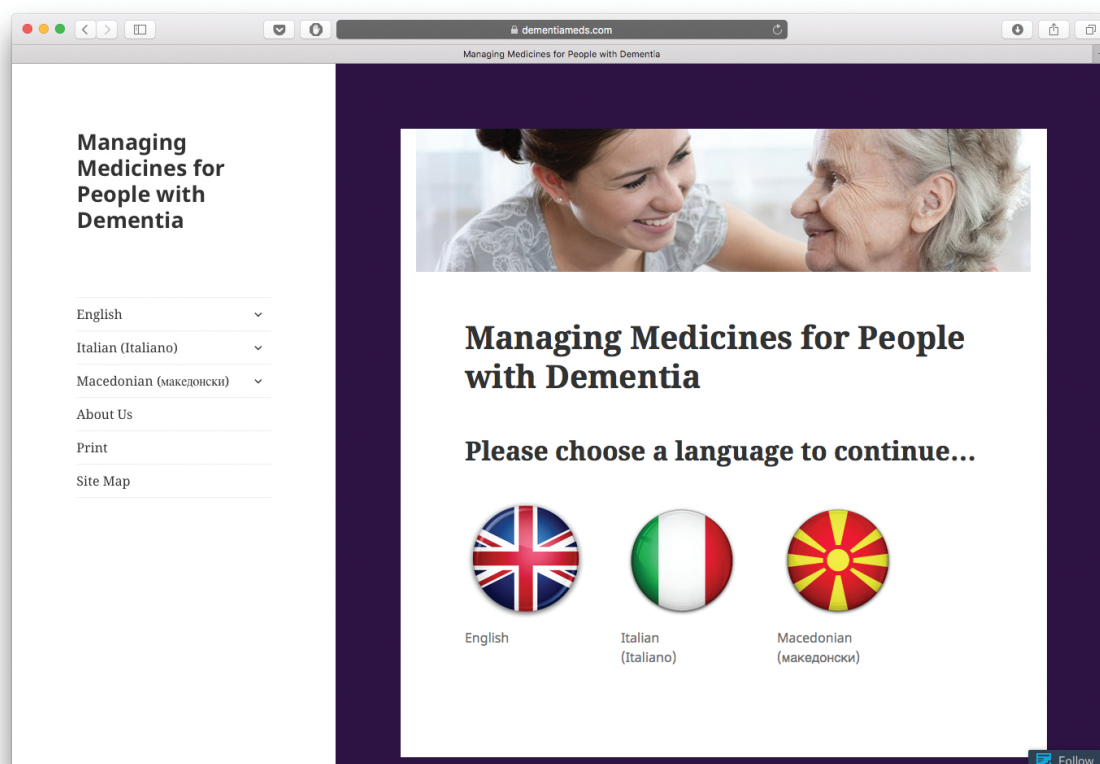 dementiameds.com
Managing Medicines for People with Dementia
Managing
Medicines for
People with
Dementia
English
Italian (Italiano)
Macedonian (македонски)
About Us
Print
Site Map
Managing Medicines for People
with Dementia
Please choose a language to continue...
English
Italian
(Italiano)
Macedonian
(македонски)
Follow